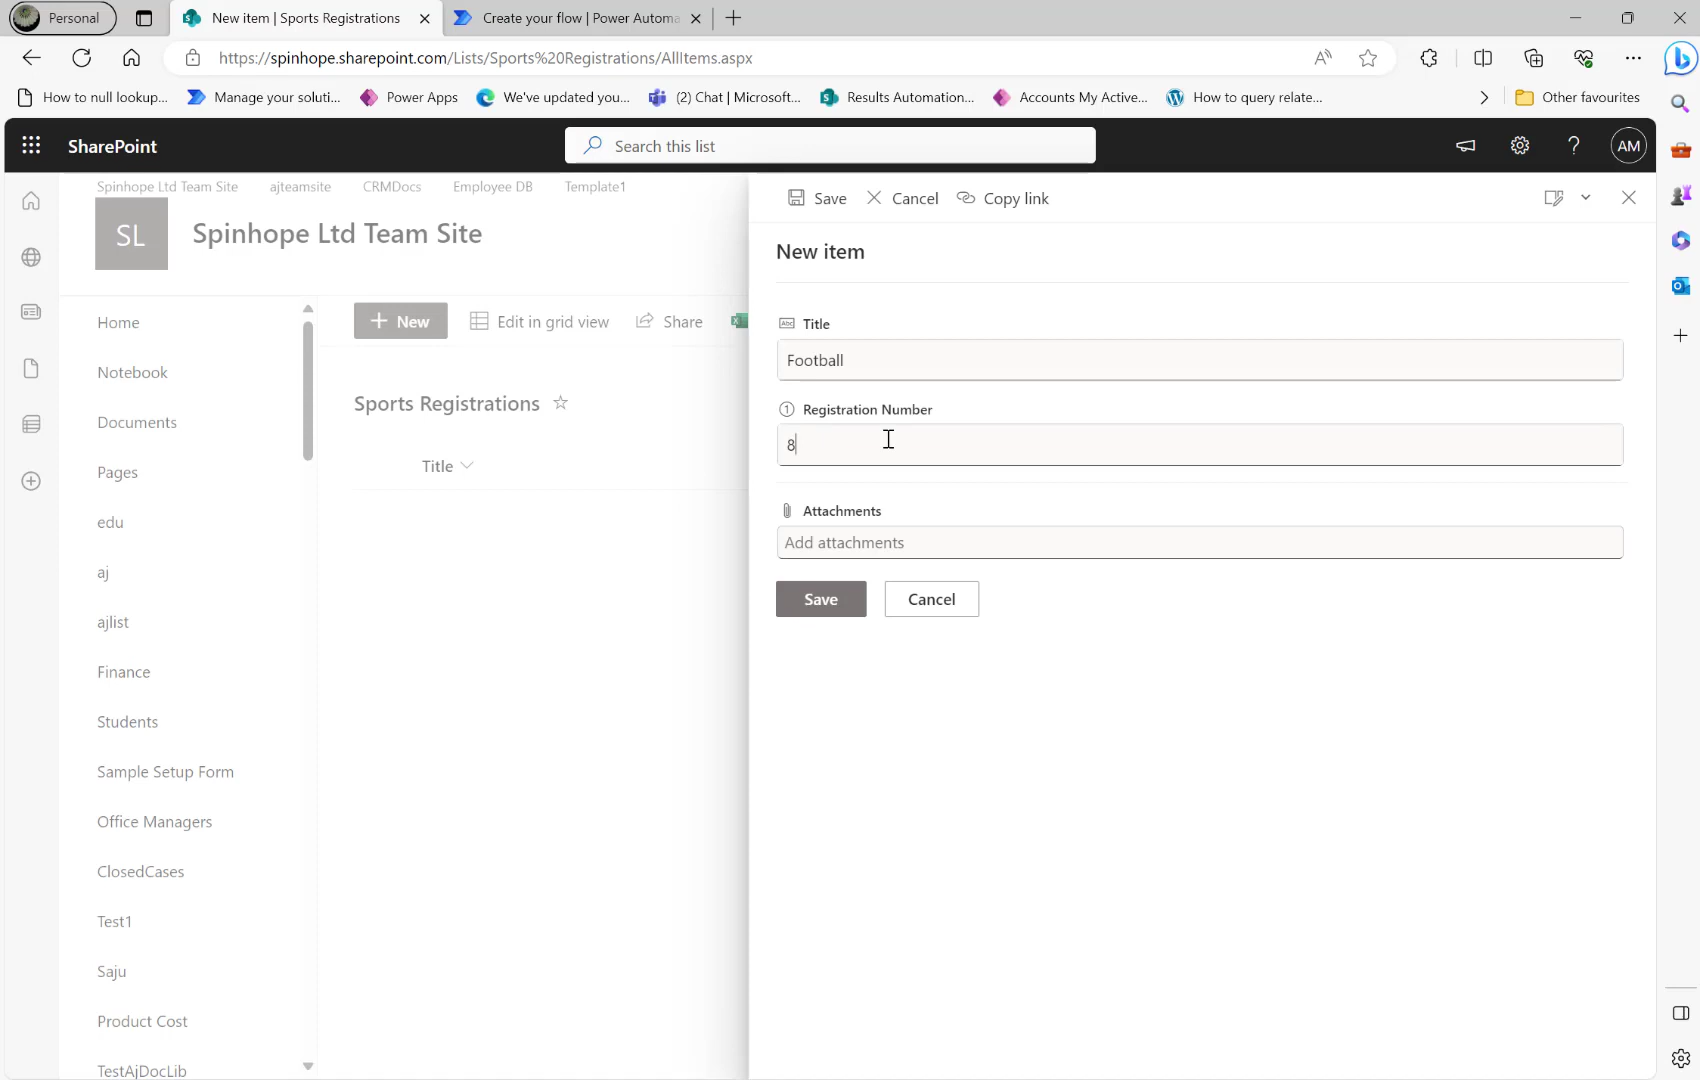 Personal
New item | Sports Registrations
Create your flow | Power Automa
https://spinhope.sharepoint.com/Lists/Sports%20Registrations/AllItems.aspx
How to null lookup...
Manage your soluti...
Power Apps
We've updated you...
(2) Chat | Microsoft...
Results Automation...
Accounts My Active...
How to query relate...
Other favourites
SharePoint
Search this list
AM
Spinhope Ltd Team Site
ajteamsite
CRMDocs
Employee DB
Template1
SL
Spinhope Ltd Team Site
Home
Notebook
Documents
Pages
edu
aj
ajlist
Finance
Students
Sample Setup Form
Office Managers
ClosedCases
Test1
Saju
Product Cost
TestAjDocLib
New
Edit in grid view
Share
Sports Registrations
Title
Save
Cancel
Copy link
New item
Title
Football
Registration Number
8
Attachments
Add attachments
Save
Cancel